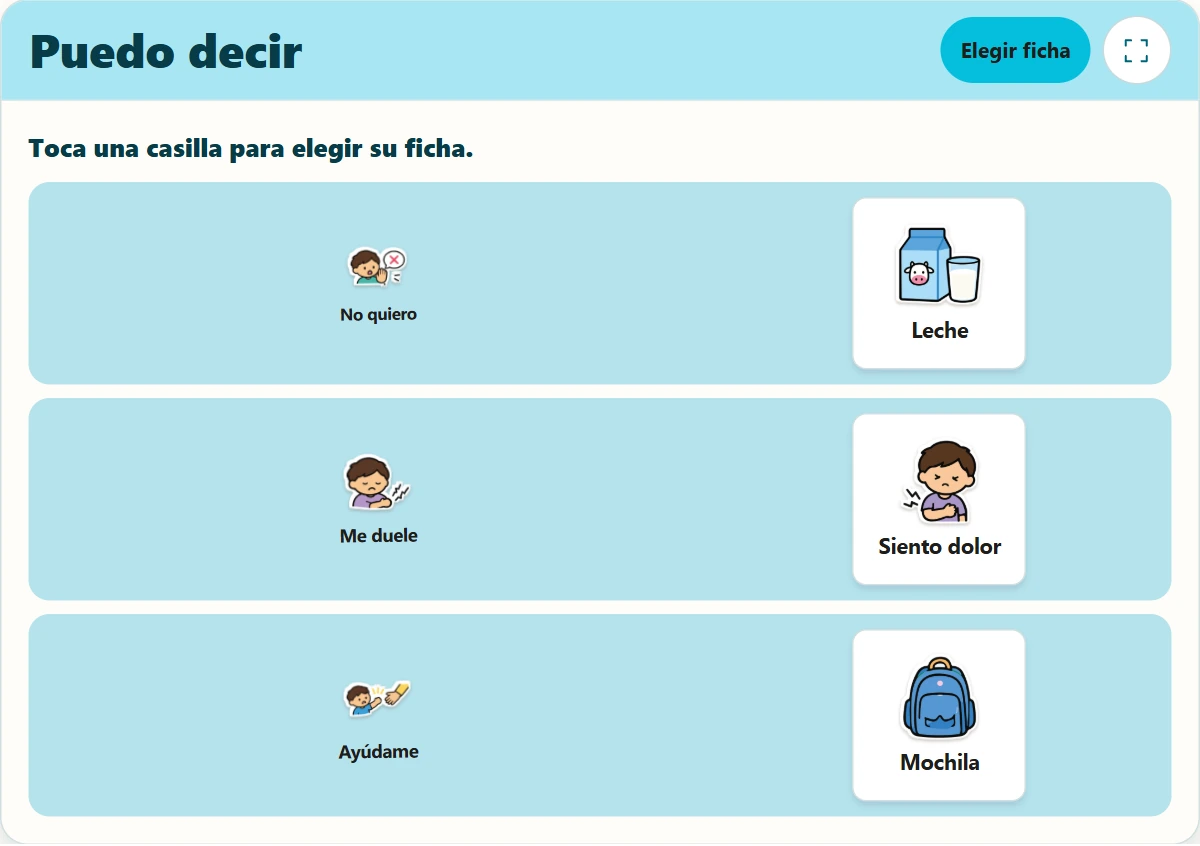 Puedo decir
Elegir ficha
Toca una casilla para elegir su ficha.
No quiero
Leche
Me duele
Siento dolor
Ayúdame
Mochila